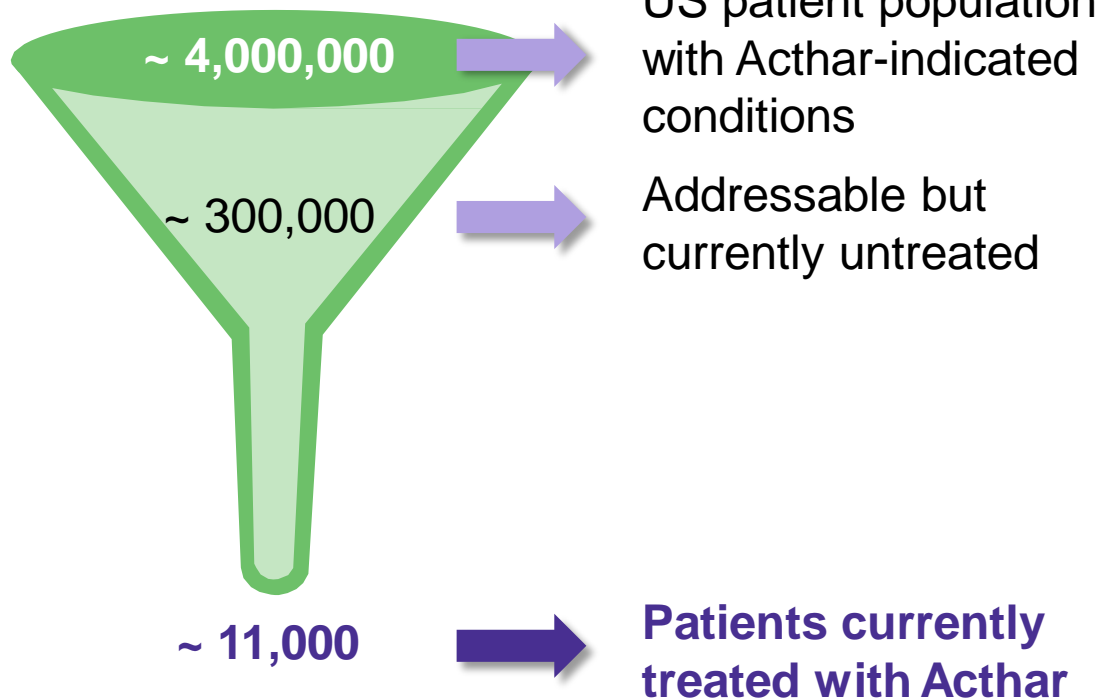 US patient population
~ 4,000,000
with Acthar-indicated
conditions
~ 300,000
Addressable but
currently untreated
~ 11,000
Patients currently
treated with Acthar